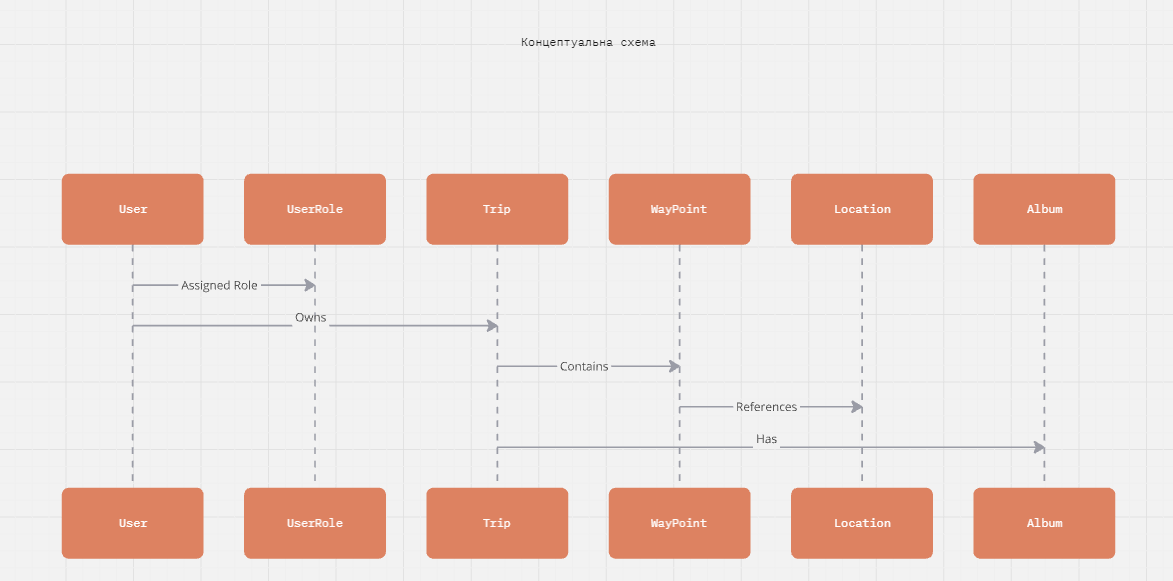 Концептуальна схема
User
UserRole
Trip
WayPoint
Location
Album
Assigned Role
Owns
Contains
References
Has
User
UserRole
Trip
WayPoint
Location
Album